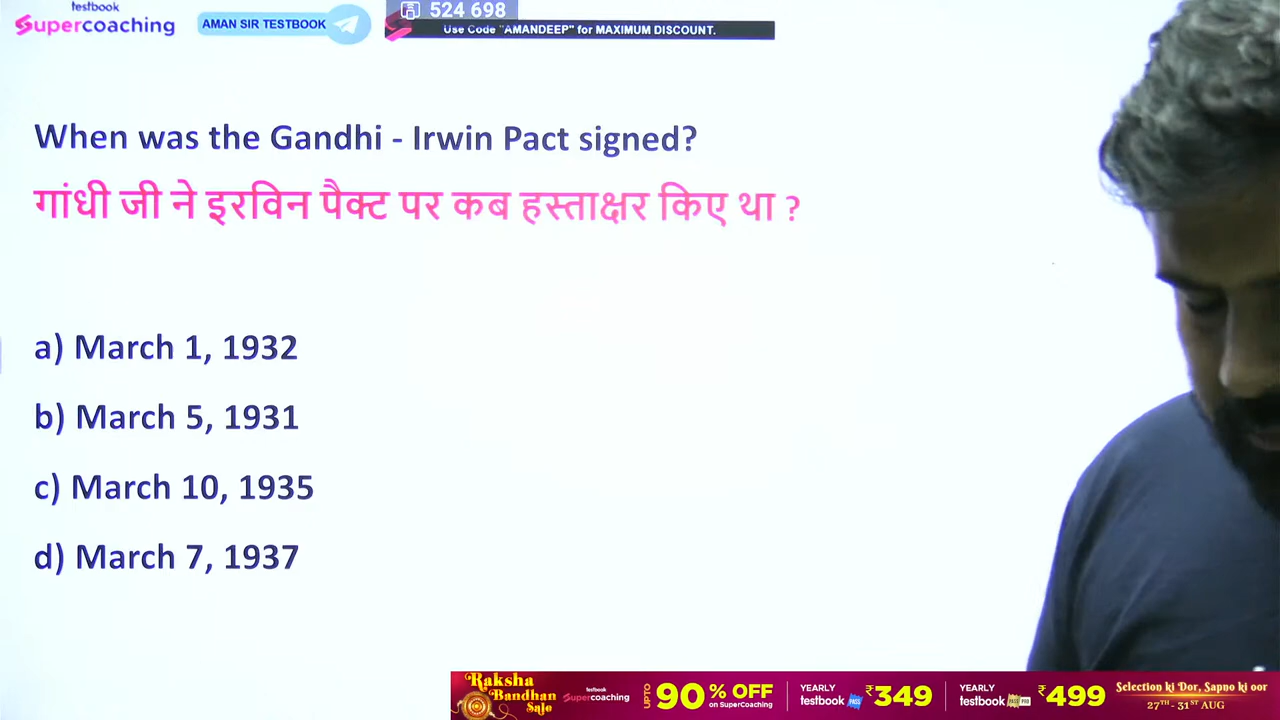 testbook
Supercoaching
AMAN SIR TESTBOOK
524 698
Use Code "AMANDEEP" for MAXIMUM DISCOUNT.
When was the Gandhi - Irwin Pact signed?
गांधी जी ने इरविन पैक्ट पर कब हस्ताक्षर किए था ?
a) March 1, 1932
b) March 5, 1931
c) March 10, 1935
d) March 7, 1937
Raksha Bandhan Sale
testbook
Supercoaching
UPTO 90% OFF on SuperCoaching
YEARLY testbook PASS ₹349
YEARLY testbook PASS PRO ₹499
Selection ki Dor, Sapno ki oor
27TH - 31ST AUG